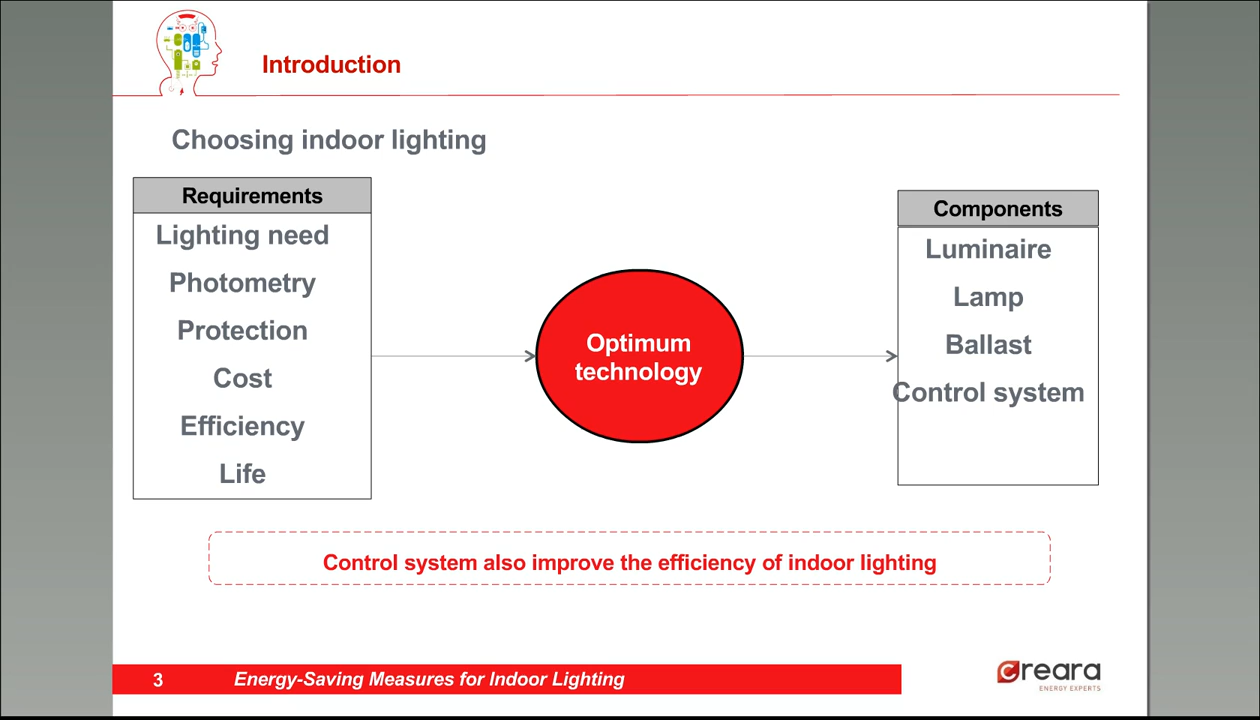 Introduction
Choosing indoor lighting
Requirements
Lighting need
Photometry
Protection
Cost
Efficiency
Life
Optimum
technology
Components
Luminaire
Lamp
Ballast
Control system
Control system also improve the efficiency of indoor lighting
3
Energy-Saving Measures for Indoor Lighting
creara
ENERGY EXPERTS